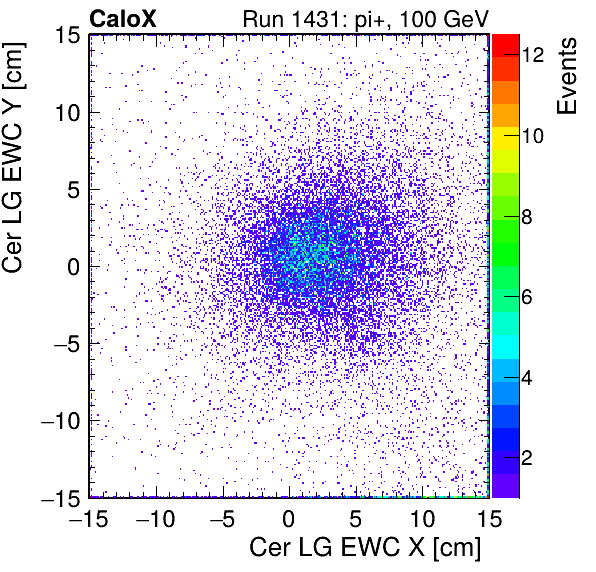 CaloX Run 1431: pi+, 100 GeV
Cer LG EWC Y [cm]
15
10
5
0
−5
−10
−15
−15 −10 −5 0 5 10 15
Cer LG EWC X [cm]
Events
12
10
8
6
4
2